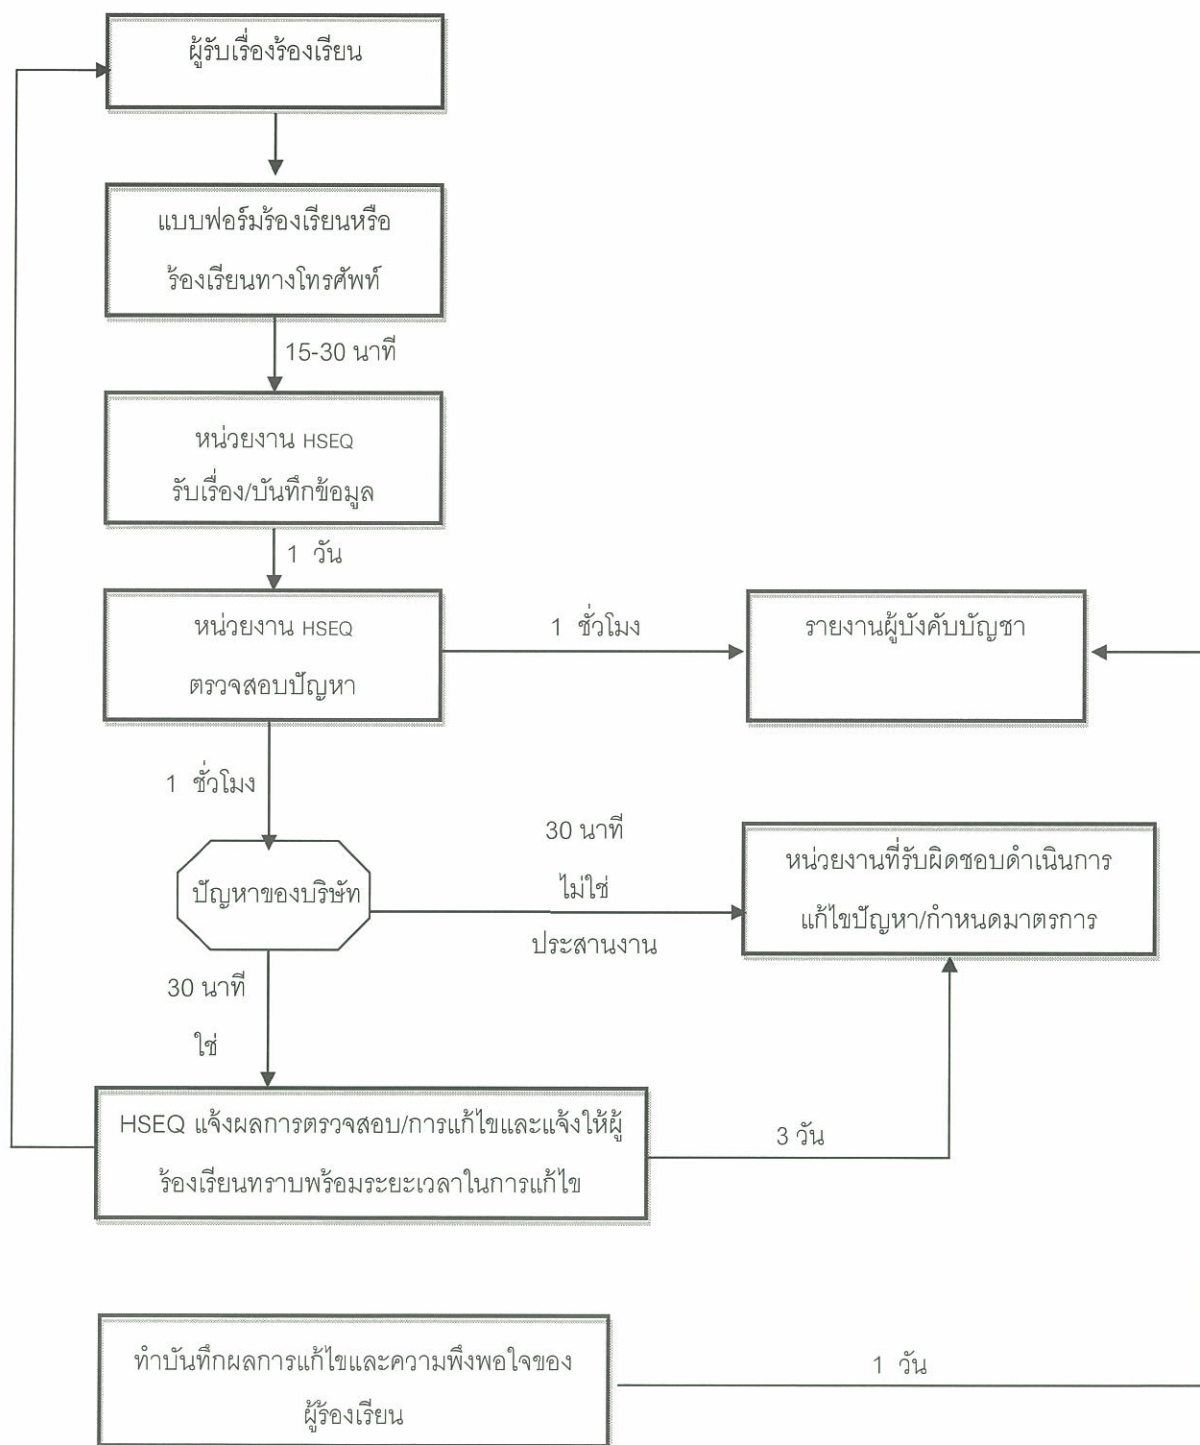 ผู้รับเรื่องร้องเรียน
แบบฟอร์มร้องเรียนหรือ
ร้องเรียนทางโทรศัพท์
15-30 นาที
หน่วยงาน HSEQ
รับเรื่อง/บันทึกข้อมูล
1 วัน
หน่วยงาน HSEQ
ตรวจสอบปัญหา
1 ชั่วโมง
รายงานผู้บังคับบัญชา
1 ชั่วโมง
ปัญหาของบริษัท
30 นาที
ไม่ใช่
ประสานงาน
หน่วยงานที่รับผิดชอบดำเนินการ
แก้ไขปัญหา/กำหนดมาตรการ
30 นาที
ใช่
HSEQ แจ้งผลการตรวจสอบ/การแก้ไขและแจ้งให้ผู้
ร้องเรียนทราบพร้อมระยะเวลาในการแก้ไข
3 วัน
ทำบันทึกผลการแก้ไขและความพึงพอใจของ
ผู้ร้องเรียน
1 วัน